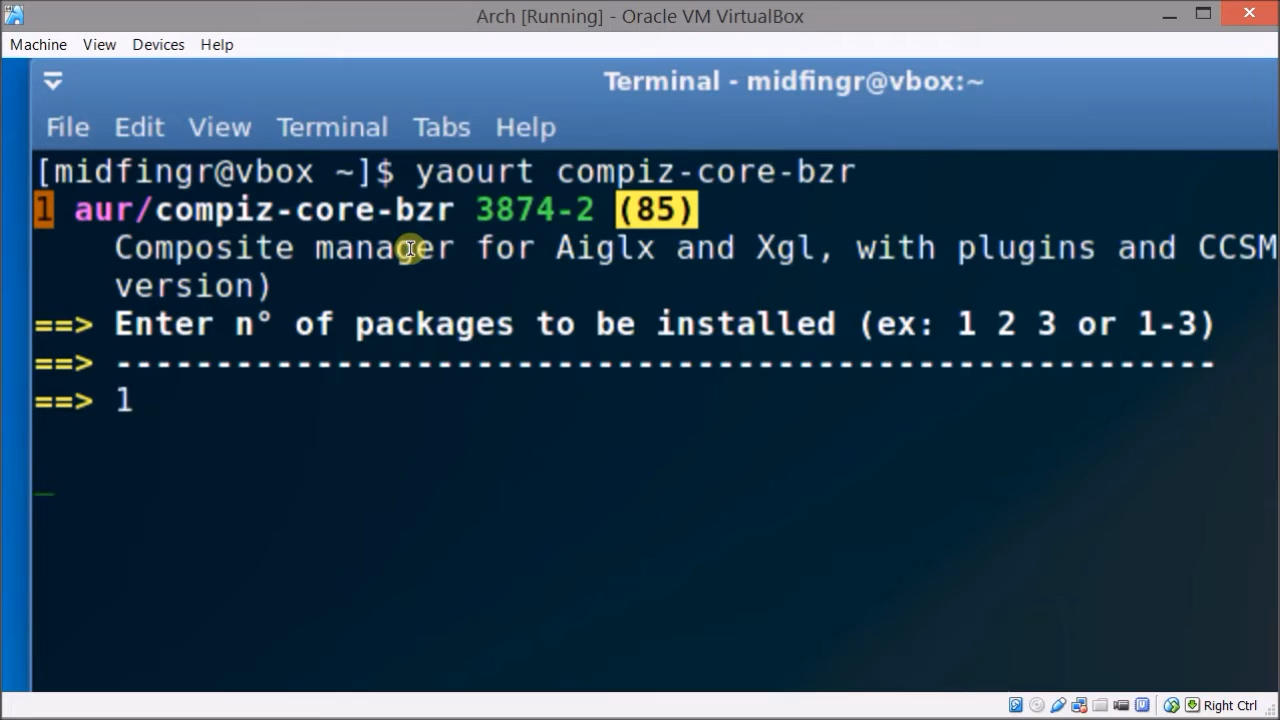 Arch [Running] - Oracle VM VirtualBox
Machine View Devices Help
Terminal - midfingr@vbox:~
File Edit View Terminal Tabs Help
[midfingr@vbox ~]$ yaourt compiz-core-bzr
1 aur/compiz-core-bzr 3874-2 (85)
Composite manager for Aiglx and Xgl, with plugins and CCSM
version)
==> Enter n° of packages to be installed (ex: 1 2 3 or 1-3)
==> -------------------------------------------------------
==> 1
Right Ctrl